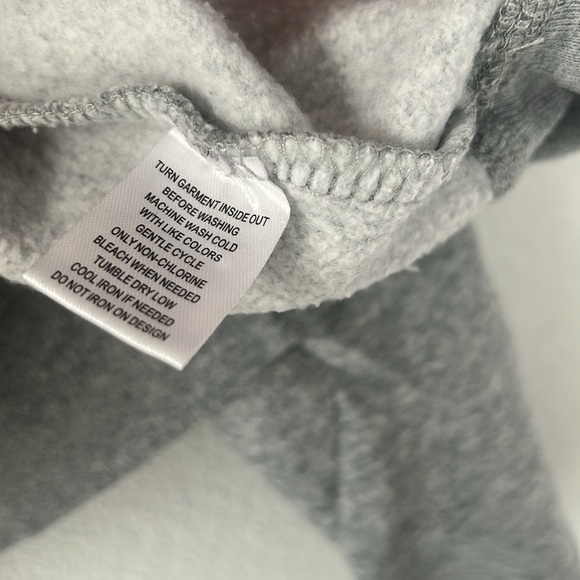 TURN GARMENT INSIDE OUT
BEFORE WASHING
MACHINE WASH COLD
WITH LIKE COLORS
GENTLE CYCLE
ONLY NON-CHLORINE
BLEACH WHEN NEEDED
TUMBLE DRY LOW
COOL IRON IF NEEDED
DO NOT IRON ON DESIGN